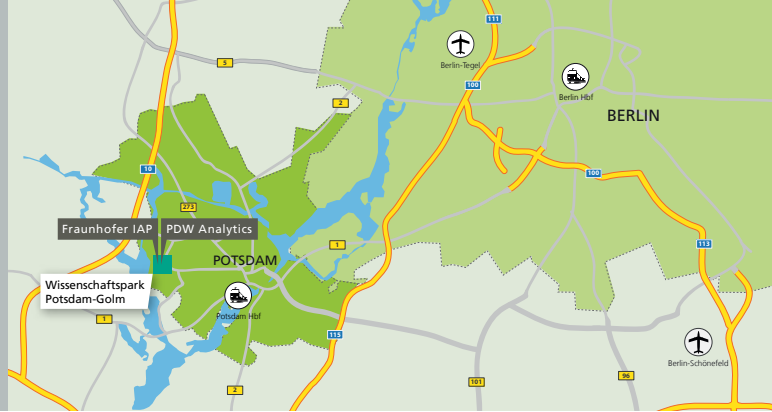 111
5
Berlin-Tegel
100
Berlin Hbf
2
BERLIN
10
100
273
Fraunhofer IAP
PDW Analytics
1
113
POTSDAM
Wissenschaftspark
Potsdam-Golm
Potsdam Hbf
1
115
Berlin-Schönefeld
96
101
2